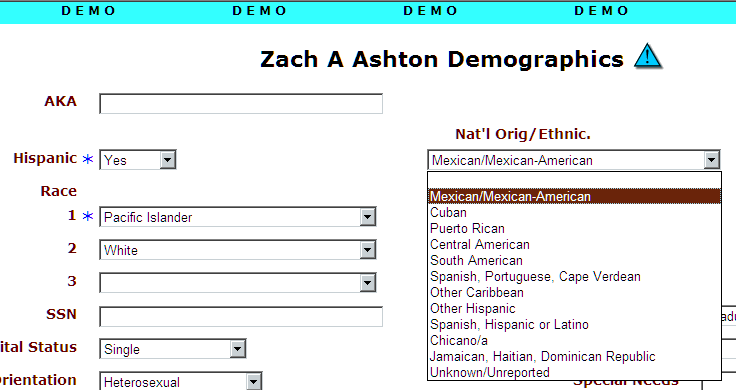 DEMO DEMO DEMO DEMO
Zach A Ashton Demographics
AKA
Nat'l Orig/Ethnic.
Hispanic * Yes
Mexican/Mexican-American
Race
1 * Pacific Islander
2 White
3
SSN
ital Status Single
Orientation Heterosexual
Mexican/Mexican-American
Cuban
Puerto Rican
Central American
South American
Spanish, Portuguese, Cape Verdean
Other Caribbean
Other Hispanic
Spanish, Hispanic or Latino
Chicano/a
Jamaican, Haitian, Dominican Republic
Unknown/Unreported
adu